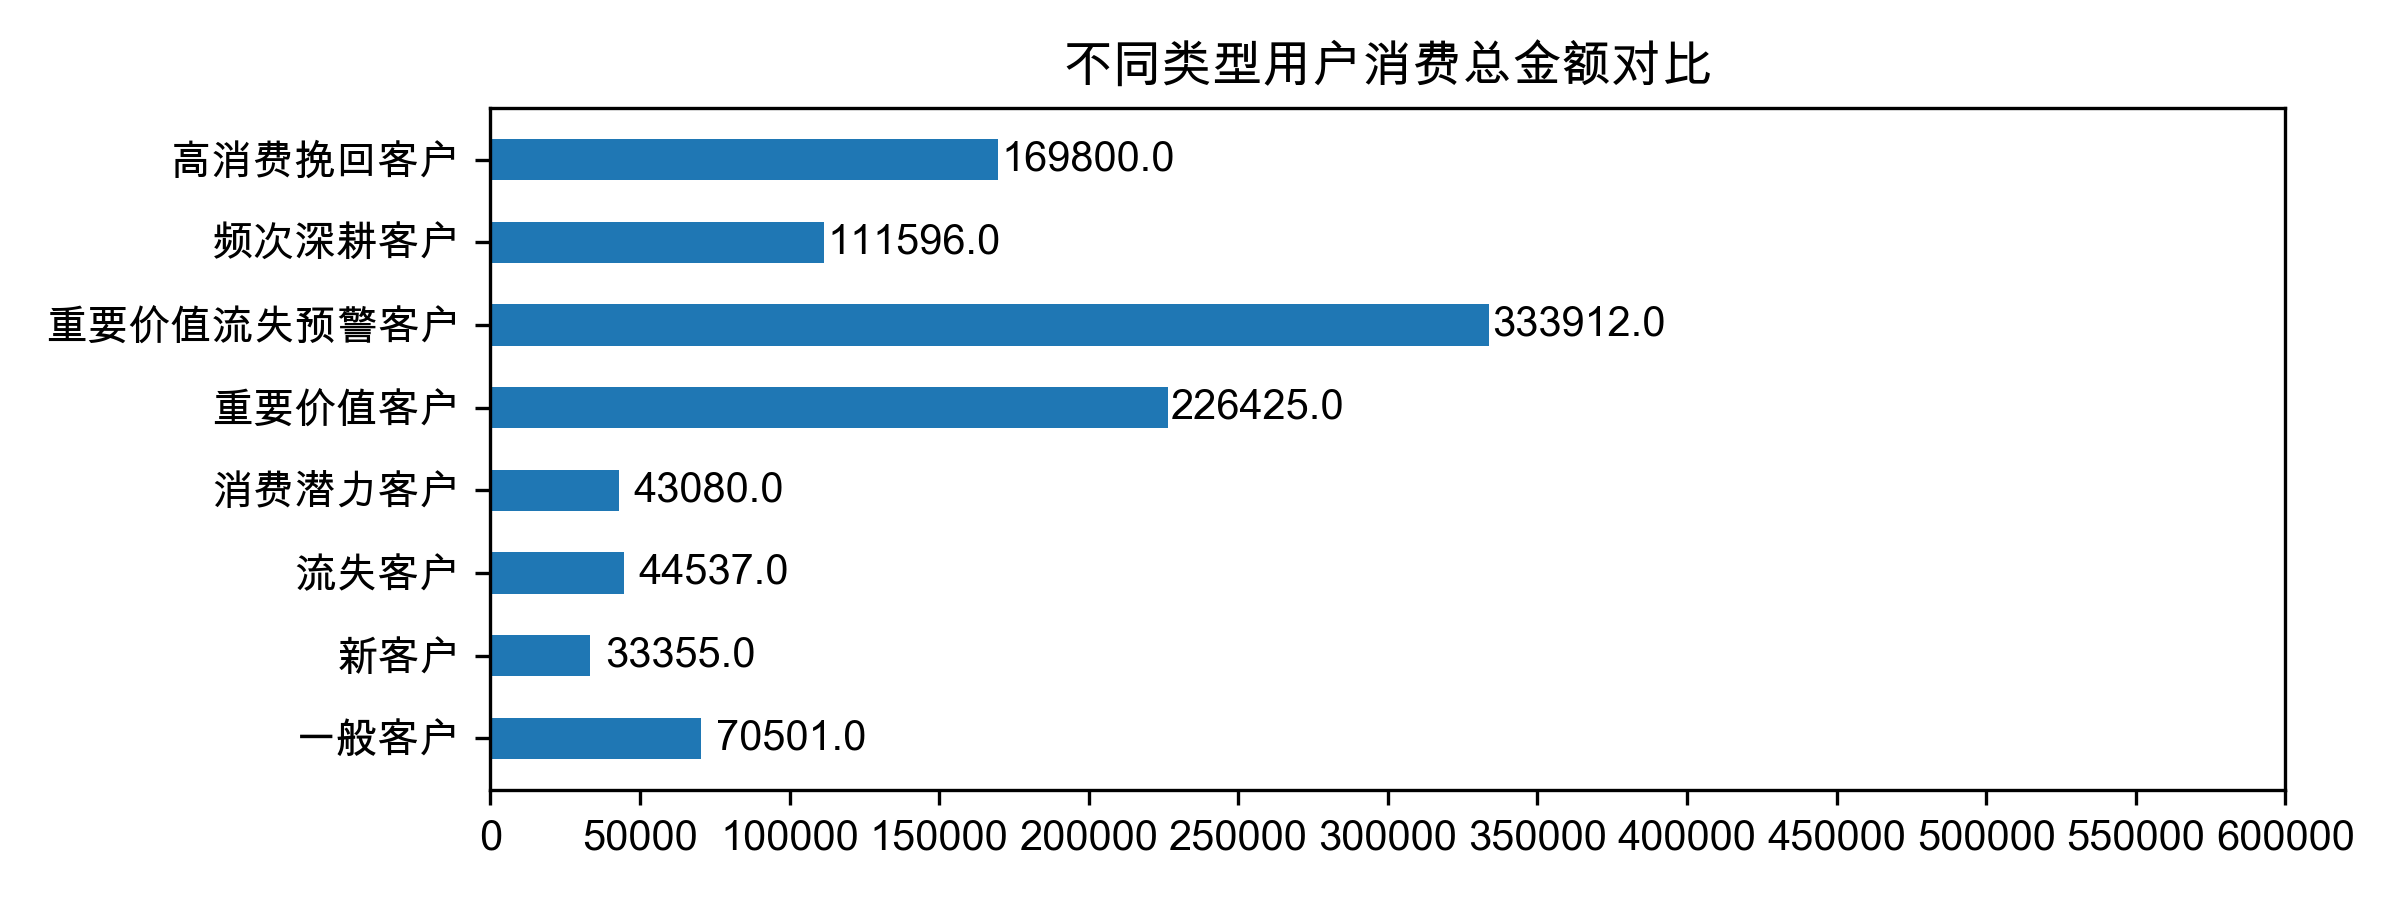 不同类型用户消费总金额对比
高消费挽回客户 169800.0
频次深耕客户 111596.0
重要价值流失预警客户 333912.0
重要价值客户 226425.0
消费潜力客户 43080.0
流失客户 44537.0
新客户 33355.0
一般客户 70501.0
0 50000 100000 150000 200000 250000 300000 350000 400000 450000 500000 550000 600000